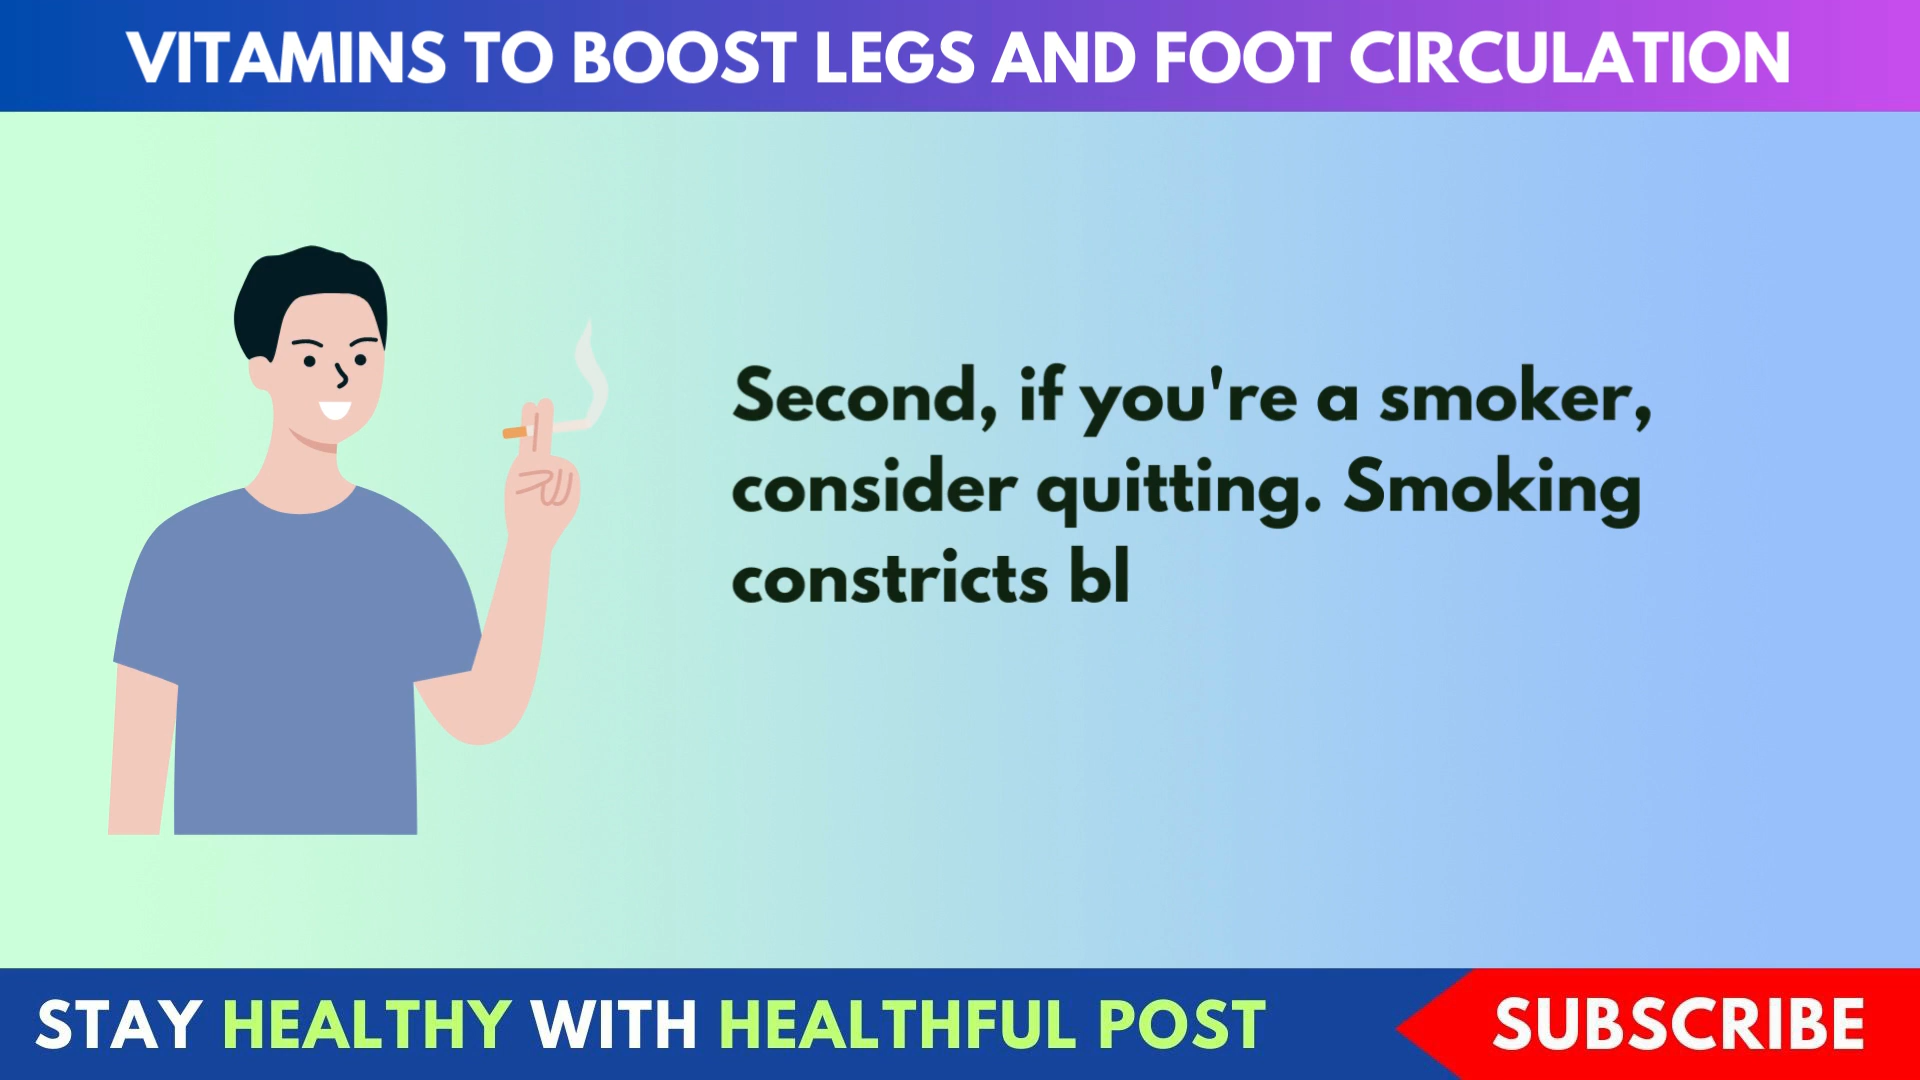 VITAMINS TO BOOST LEGS AND FOOT CIRCULATION
Second, if you're a smoker,
consider quitting. Smoking
constricts bl
STAY HEALTHY WITH HEALTHFUL POST
SUBSCRIBE